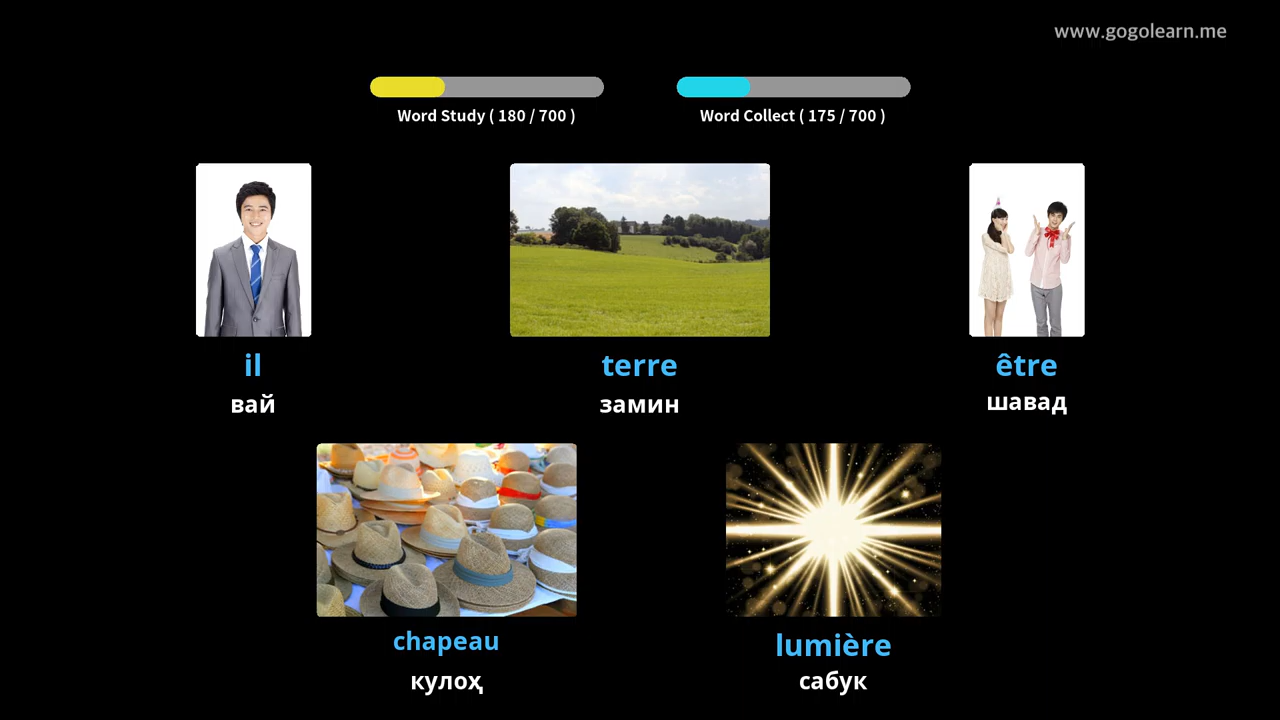 www.gogolearn.me
Word Study ( 180 / 700 )
Word Collect ( 175 / 700 )
il
terre
être
вай
замин
шавад
chapeau
lumière
кулоҳ
сабук